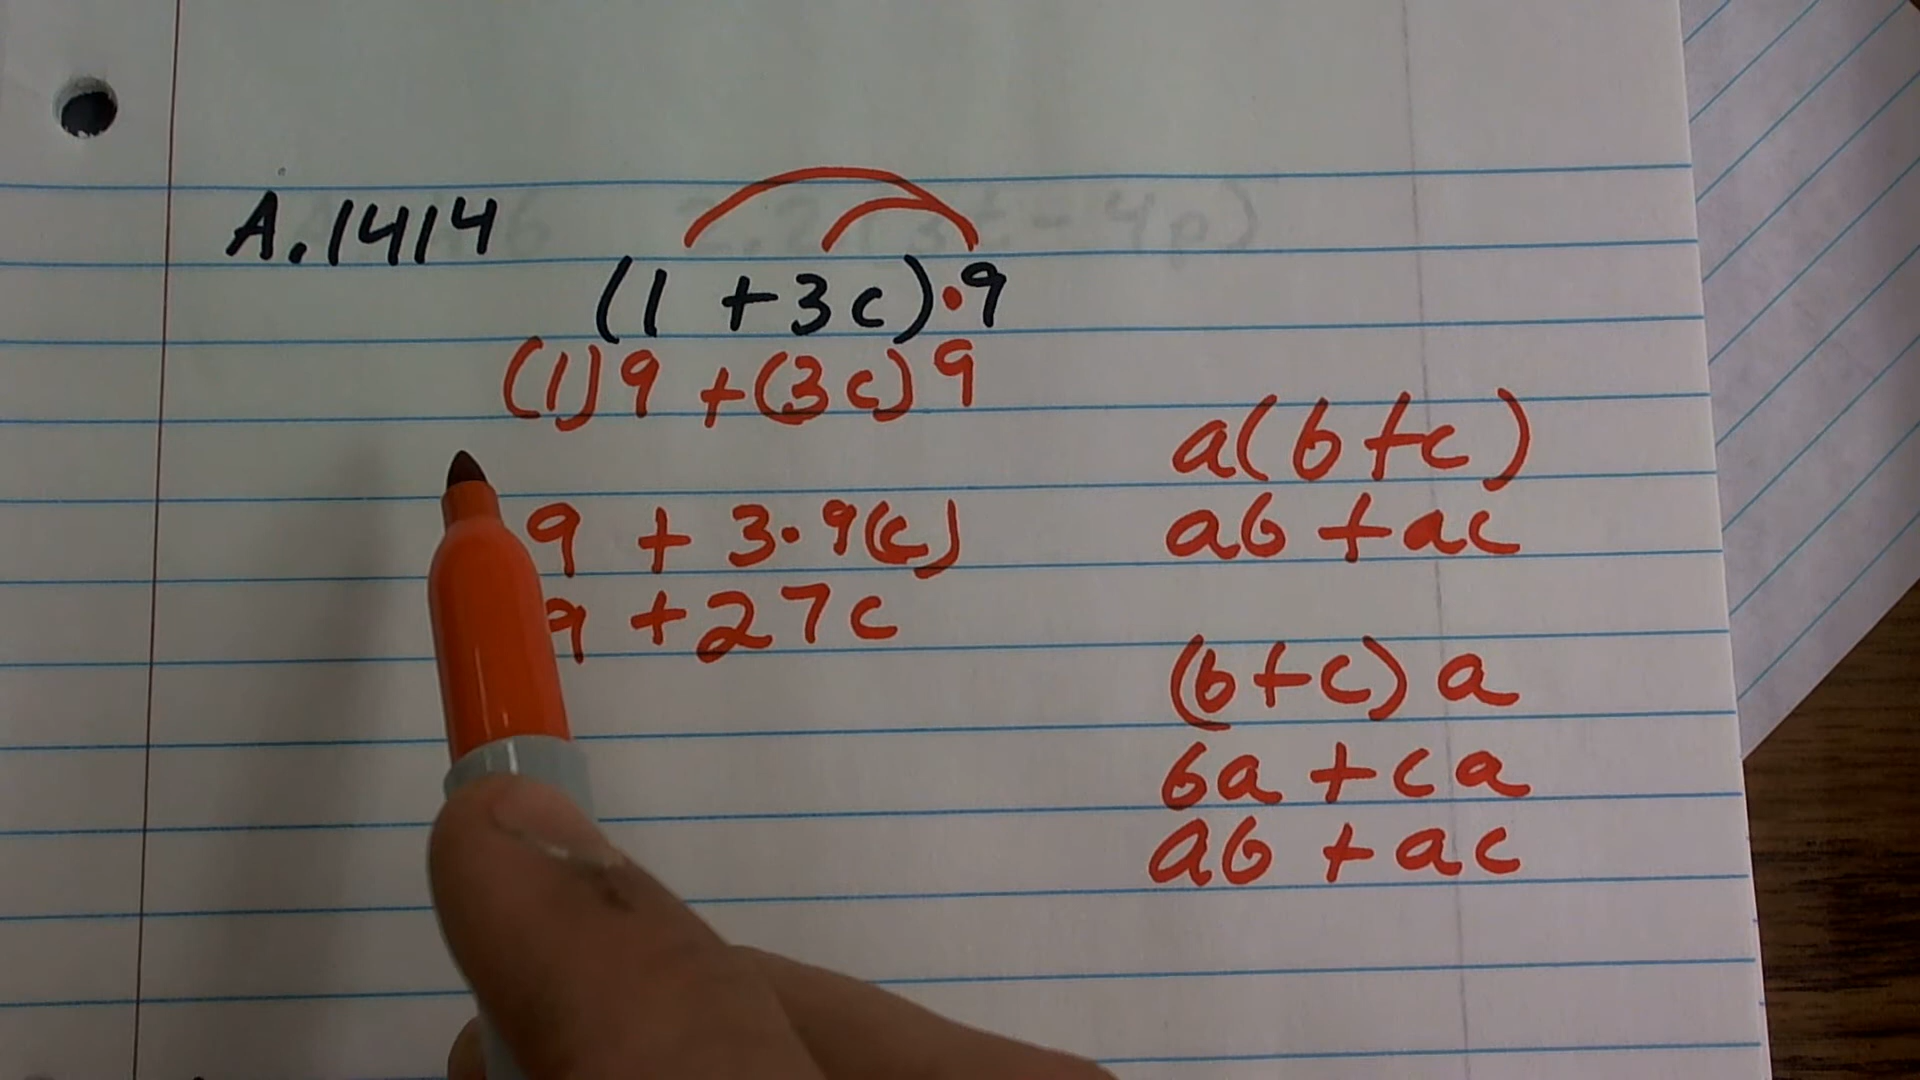 A.1414
(1 + 3c)·9
(1)9 + (3c)9
9 + 3·9(c)
9 + 27c
a(b+c)
ab + ac
(b+c)a
ba + ca
ab + ac